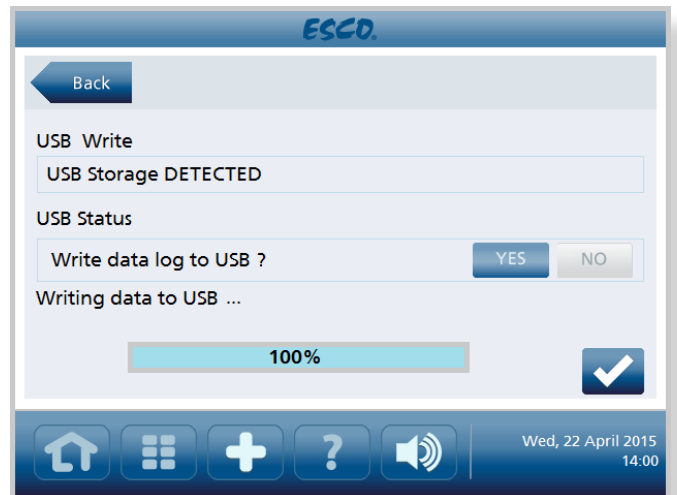 ESCO.
Back
USB Write
USB Storage DETECTED
USB Status
Write data log to USB ?
YES
NO
Writing data to USB ...
100%
?
Wed, 22 April 2015
14:00